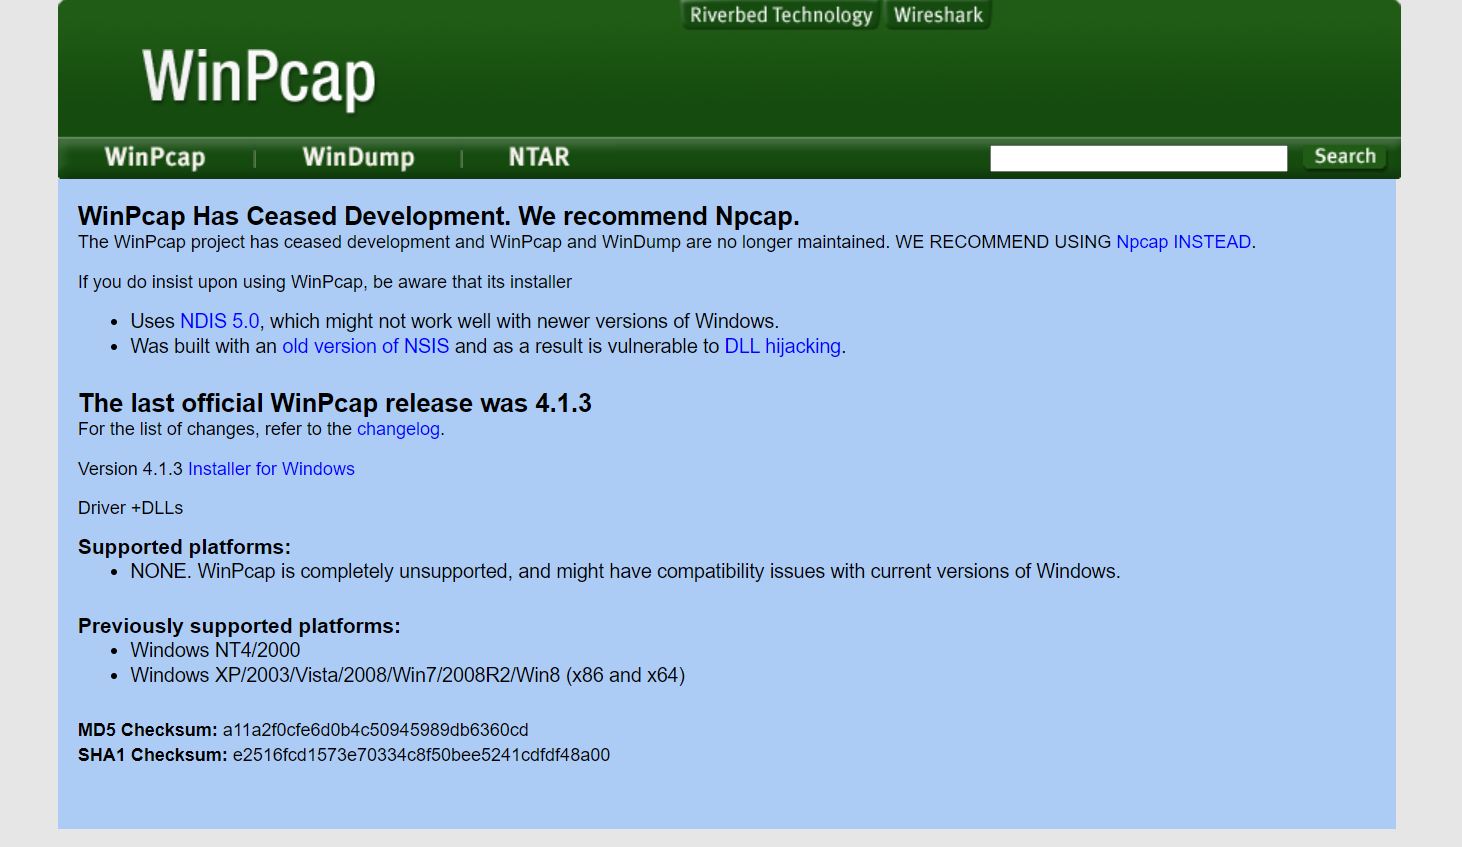 Riverbed Technology Wireshark
WinPcap
WinPcap | WinDump | NTAR Search
WinPcap Has Ceased Development. We recommend Npcap.
The WinPcap project has ceased development and WinPcap and WinDump are no longer maintained. WE RECOMMEND USING Npcap INSTEAD.
If you do insist upon using WinPcap, be aware that its installer
• Uses NDIS 5.0, which might not work well with newer versions of Windows.
• Was built with an old version of NSIS and as a result is vulnerable to DLL hijacking.
The last official WinPcap release was 4.1.3
For the list of changes, refer to the changelog.
Version 4.1.3 Installer for Windows
Driver +DLLs
Supported platforms:
• NONE. WinPcap is completely unsupported, and might have compatibility issues with current versions of Windows.
Previously supported platforms:
• Windows NT4/2000
• Windows XP/2003/Vista/2008/Win7/2008R2/Win8 (x86 and x64)
MD5 Checksum: a11a2f0cfe6d0b4c50945989db6360cd
SHA1 Checksum: e2516fcd1573e70334c8f50bee5241cdfdf48a00